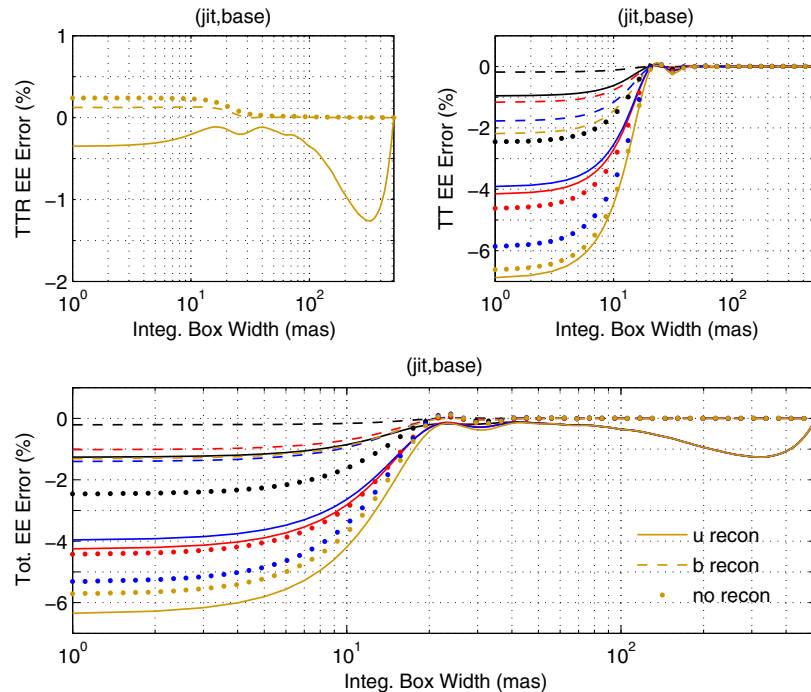 (jit,base)
1
0
−1
−2
TTR EE Error (%)
10^0
10^1
10^2
Integ. Box Width (mas)
(jit,base)
0
−2
−4
−6
TT EE Error (%)
10^0
10^1
10^2
Integ. Box Width (mas)
(jit,base)
0
−2
−4
−6
Tot. EE Error (%)
u recon
b recon
no recon
10^0
10^1
10^2
Integ. Box Width (mas)